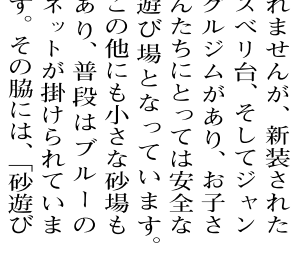 れませんが、新装された
スベリ台、そしてジャン
グルジムがあり、お子さ
んたちにとっては安全な
遊び場となっています。
この他にも小さな砂場も
あり、普段はブルーの
ネットが掛けられていま
す。その脇には、「砂遊び